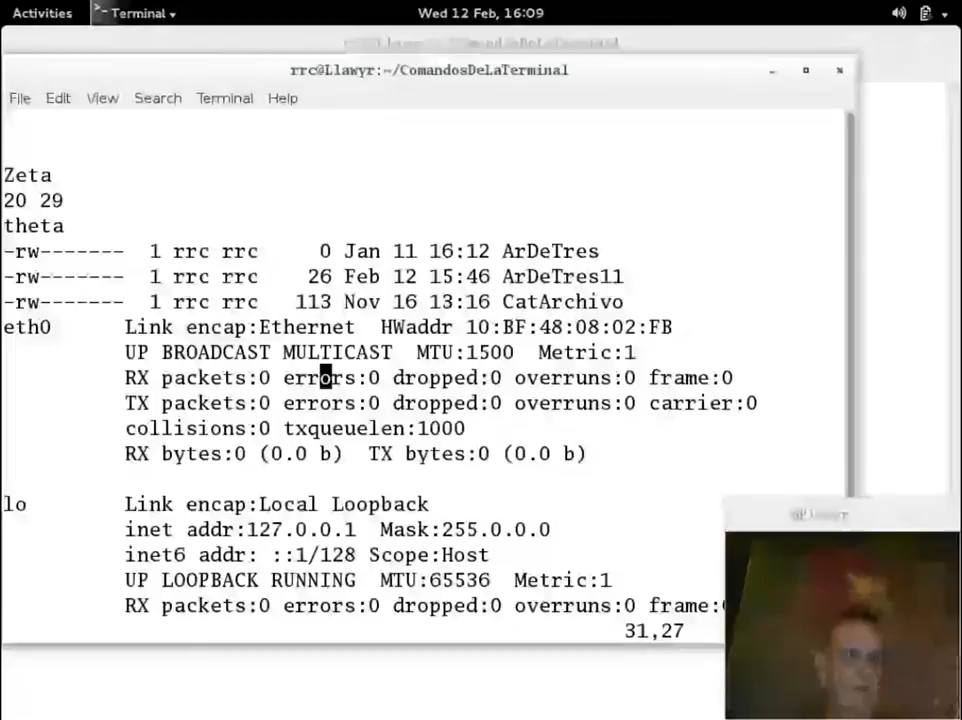 Activities Terminal Wed 12 Feb, 16:09
rrc@Llawyr:~/ComandosDeLaTerminal
File Edit View Search Terminal Help
Zeta
20 29
theta
-rw------- 1 rrc rrc 0 Jan 11 16:12 ArDeTres
-rw------- 1 rrc rrc 26 Feb 12 15:46 ArDeTres11
-rw------- 1 rrc rrc 113 Nov 16 13:16 CatArchivo
eth0 Link encap:Ethernet HWaddr 10:BF:48:08:02:FB
UP BROADCAST MULTICAST MTU:1500 Metric:1
RX packets:0 errors:0 dropped:0 overruns:0 frame:0
TX packets:0 errors:0 dropped:0 overruns:0 carrier:0
collisions:0 txqueuelen:1000
RX bytes:0 (0.0 b) TX bytes:0 (0.0 b)
lo Link encap:Local Loopback
inet addr:127.0.0.1 Mask:255.0.0.0
inet6 addr: ::1/128 Scope:Host
UP LOOPBACK RUNNING MTU:65536 Metric:1
RX packets:0 errors:0 dropped:0 overruns:0 frame:
31,27